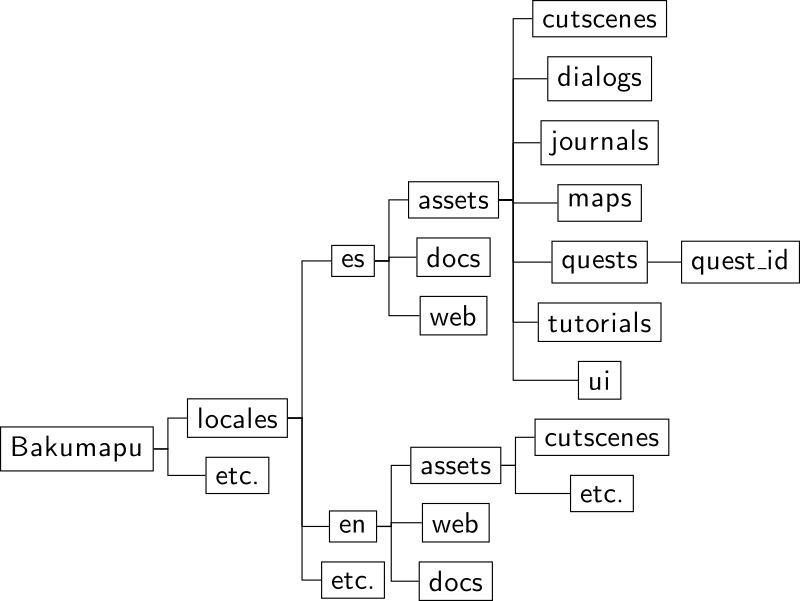 Bakumapu
locales
es
assets
cutscenes
dialogs
journals
maps
quests
quest_id
tutorials
ui
docs
web
en
assets
cutscenes
etc.
web
docs
etc.
etc.